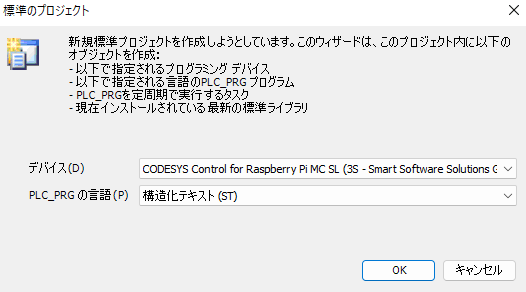 標準のプロジェクト
新規標準プロジェクトを作成しようとしています。このウィザードは、このプロジェクト内に以下の
オブジェクトを作成:
- 以下で指定されるプログラミング デバイス
- 以下で指定される言語のPLC_PRG プログラム
- PLC_PRGを定周期で実行するタスク
- 現在インストールされている最新の標準ライブラリ
デバイス(D) CODESYS Control for Raspberry Pi MC SL (3S - Smart Software Solutions G
PLC_PRG の言語(P) 構造化テキスト (ST)
OK キャンセル